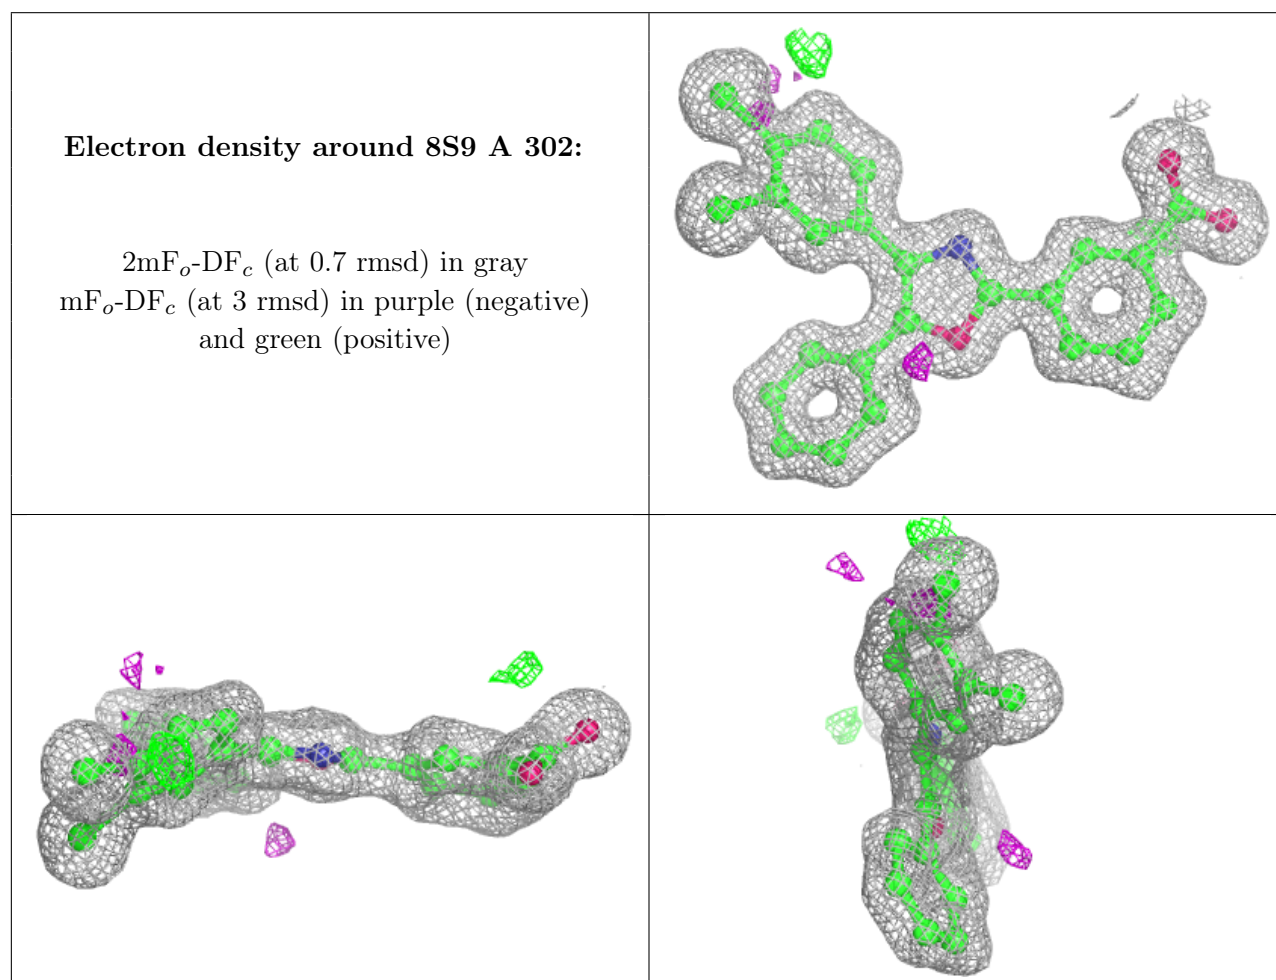 Electron density around 8S9 A 302:
2mFo-DFc (at 0.7 rmsd) in gray
mFo-DFc (at 3 rmsd) in purple (negative)
and green (positive)